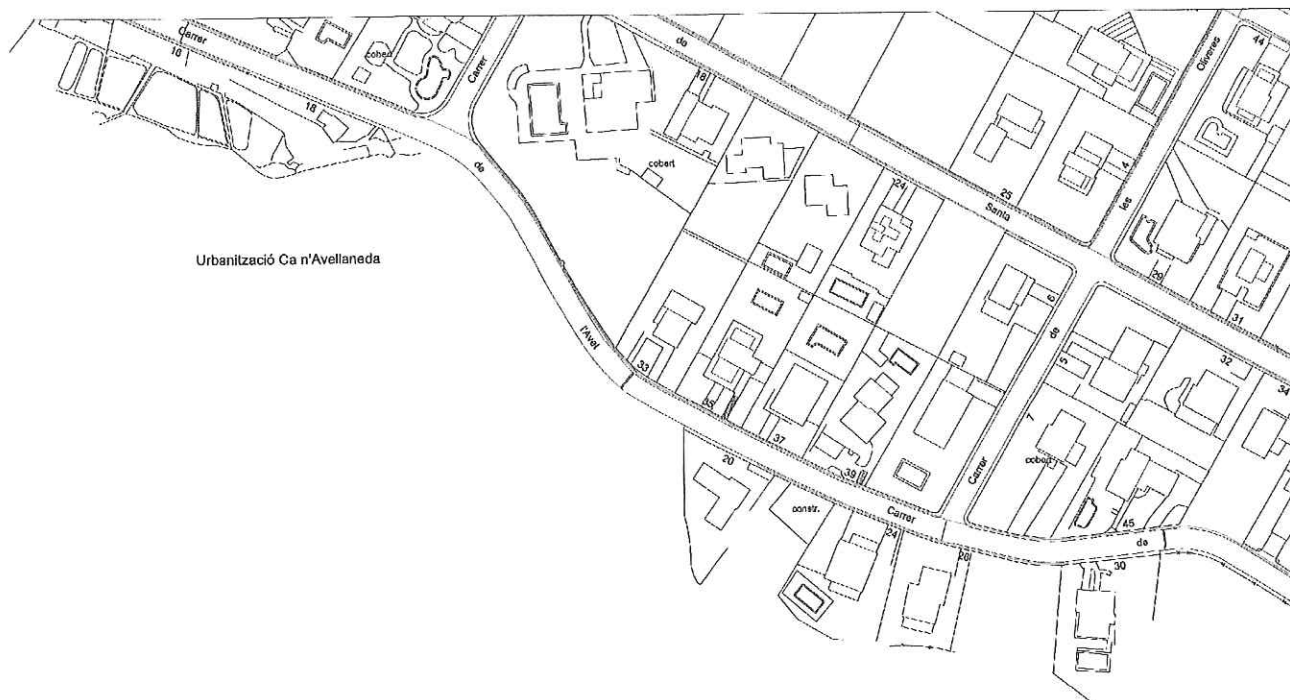 Carrer
16
18
cobert
Carrer
de
de
18
cobert
Oliveres
44
4
les
25
Santa
24
29
31
Urbanització Ca n'Avellaneda
6
de
l'Avel
33
35
37
39
5
7
32
34
cobert
Carrer
20
constr.
24
Carrer
26
45
de
30